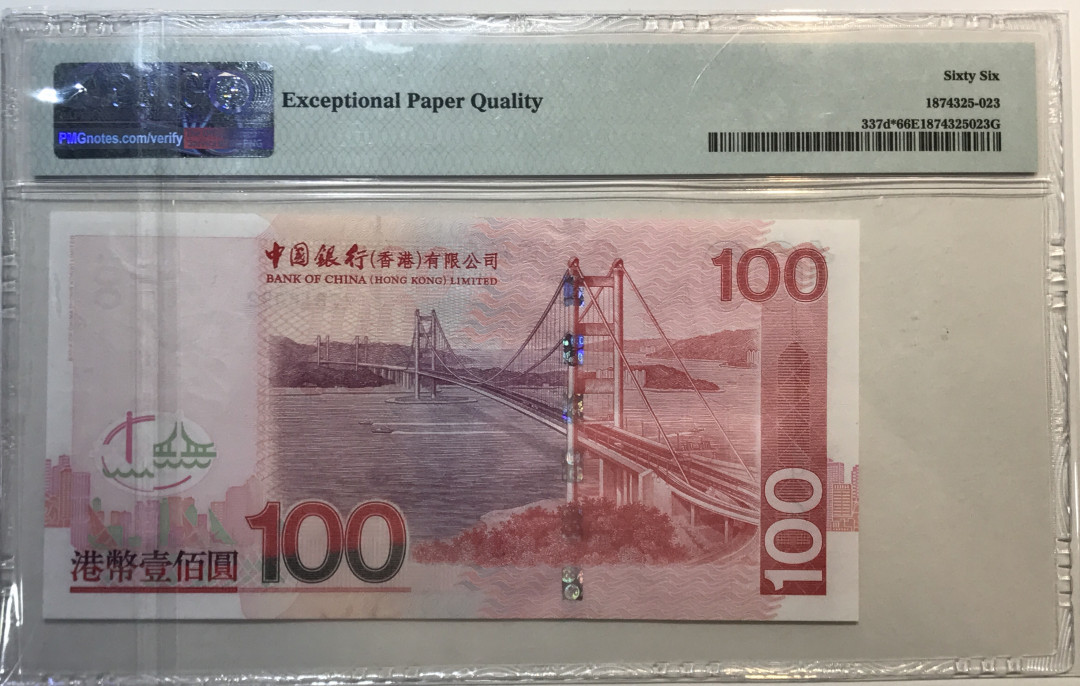 Exceptional Paper Quality
Sixty Six
1874325-023
337d*66E1874325023G
PMGnotes.com/verify
中國銀行(香港)有限公司
BANK OF CHINA (HONG KONG) LIMITED
100
100
港幣壹佰圓
100